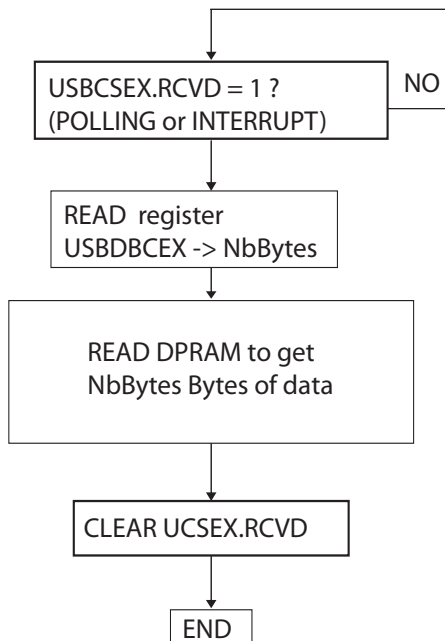 USBCSEX.RCVD = 1 ?
(POLLING or INTERRUPT)
NO
READ register
USBDBCEX -> NbBytes
READ DPRAM to get
NbBytes Bytes of data
CLEAR UCSEX.RCVD
END